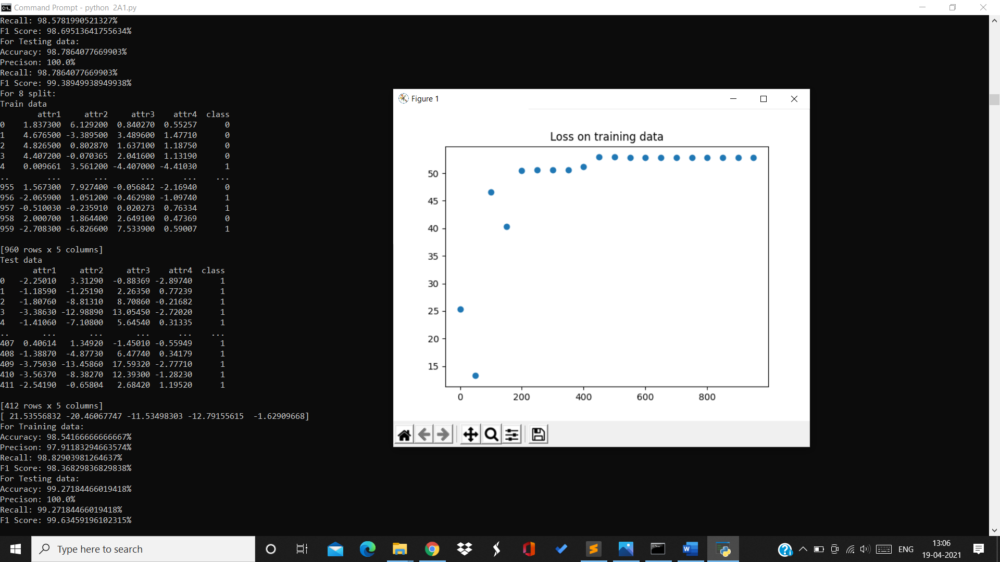 Command Prompt - python  2A1.py
Recall: 98.5781990521327%
F1 Score: 98.69513641755634%
For Testing data:
Accuracy: 98.7864077669903%
Precison: 100.0%
Recall: 98.7864077669903%
F1 Score: 99.38949938949938%
For 8 split:
Train data
attr1 attr2 attr3 attr4 class
0 1.837300 6.129200 0.840270 0.55257 0
1 4.676500 -3.389500 3.489600 1.47710 0
2 4.826500 0.802870 1.637100 1.18750 0
3 4.407200 -0.070365 2.041600 1.13190 0
4 0.009661 3.561200 -4.407000 -4.41030 1
.. ... ... ... ... ...
955 1.567300 7.927400 -0.056842 -2.16940 0
956 -2.065900 1.051200 -0.462980 -1.09740 1
957 -0.510030 -0.235910 0.020273 0.76334 1
958 2.000700 1.864400 2.649100 0.47369 0
959 -2.708300 -6.826600 7.533900 0.59007 1
[960 rows x 5 columns]
Test data
attr1 attr2 attr3 attr4 class
0 -2.25010 3.31290 -0.88369 -2.89740 1
1 -1.18590 -1.25190 2.26350 0.77239 1
2 -1.80760 -8.81310 8.70860 -0.21682 1
3 -3.38630 -12.98890 13.05450 -2.72020 1
4 -1.41060 -7.10800 5.64540 0.31335 1
.. ... ... ... ... ...
407 0.40614 1.34920 -1.45010 -0.55949 1
408 -1.38870 -4.87730 6.47740 0.34179 1
409 -3.75030 -13.45860 17.59320 -2.77710 1
410 -3.56370 -8.38270 12.39300 -1.28230 1
411 -2.54190 -0.65804 2.68420 1.19520 1
[412 rows x 5 columns]
[ 21.53556832 -20.46067747 -11.53498303 -12.79155615  -1.62909668]
For Training data:
Accuracy: 98.54166666666667%
Precison: 97.91183294663574%
Recall: 98.82903981264637%
F1 Score: 98.36829836829838%
For Testing data:
Accuracy: 99.27184466019418%
Precison: 100.0%
Recall: 99.27184466019418%
F1 Score: 99.63459196102315%
Figure 1
Loss on training data
50
45
40
35
30
25
20
15
0 200 400 600 800
Type here to search
ENG
13:06
19-04-2021